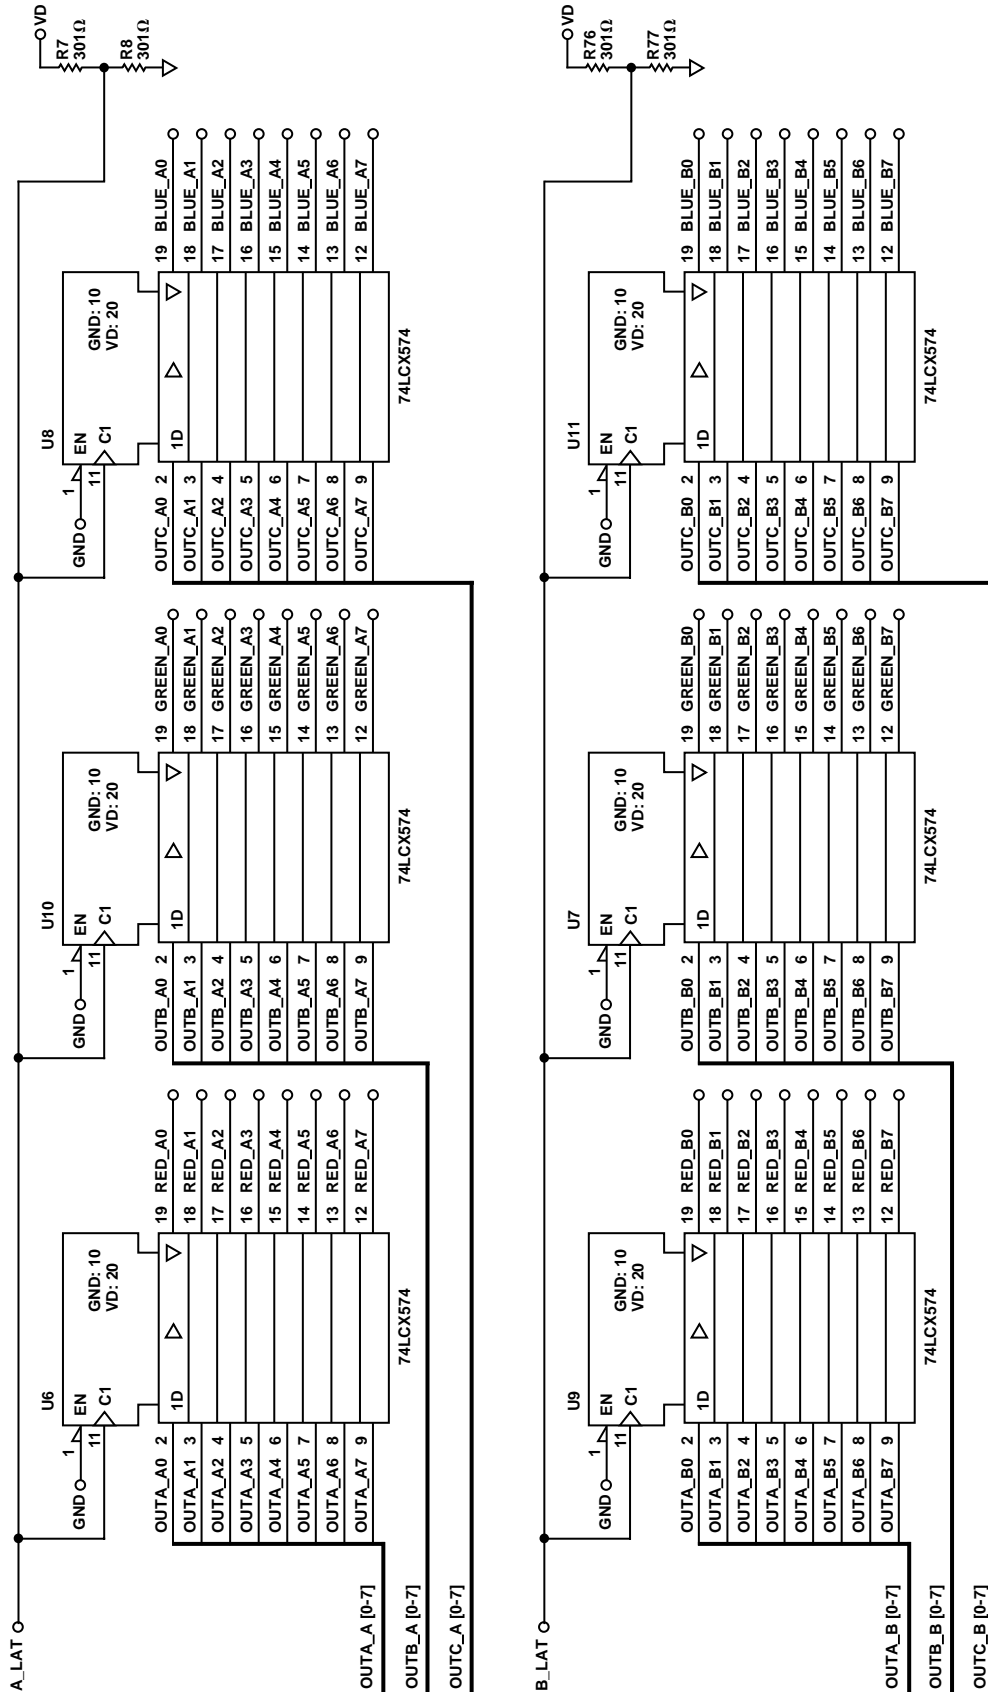 A_LAT
U6
GND
1
EN
11
C1
GND: 10
VD: 20
1D
OUTA_A0 2 19 RED_A0
OUTA_A1 3 18 RED_A1
OUTA_A2 4 17 RED_A2
OUTA_A3 5 16 RED_A3
OUTA_A4 6 15 RED_A4
OUTA_A5 7 14 RED_A5
OUTA_A6 8 13 RED_A6
OUTA_A7 9 12 RED_A7
74LCX574
U10
GND
1
EN
11
C1
GND: 10
VD: 20
1D
OUTB_A0 2 19 GREEN_A0
OUTB_A1 3 18 GREEN_A1
OUTB_A2 4 17 GREEN_A2
OUTB_A3 5 16 GREEN_A3
OUTB_A4 6 15 GREEN_A4
OUTB_A5 7 14 GREEN_A5
OUTB_A6 8 13 GREEN_A6
OUTB_A7 9 12 GREEN_A7
74LCX574
U8
GND
1
EN
11
C1
GND: 10
VD: 20
1D
OUTC_A0 2 19 BLUE_A0
OUTC_A1 3 18 BLUE_A1
OUTC_A2 4 17 BLUE_A2
OUTC_A3 5 16 BLUE_A3
OUTC_A4 6 15 BLUE_A4
OUTC_A5 7 14 BLUE_A5
OUTC_A6 8 13 BLUE_A6
OUTC_A7 9 12 BLUE_A7
74LCX574
VD
R7
301Ω
R8
301Ω
OUTA_A [0-7]
OUTB_A [0-7]
OUTC_A [0-7]
B_LAT
U9
GND
1
EN
11
C1
GND: 10
VD: 20
1D
OUTA_B0 2 19 RED_B0
OUTA_B1 3 18 RED_B1
OUTA_B2 4 17 RED_B2
OUTA_B3 5 16 RED_B3
OUTA_B4 6 15 RED_B4
OUTA_B5 7 14 RED_B5
OUTA_B6 8 13 RED_B6
OUTA_B7 9 12 RED_B7
74LCX574
U7
GND
1
EN
11
C1
GND: 10
VD: 20
1D
OUTB_B0 2 19 GREEN_B0
OUTB_B1 3 18 GREEN_B1
OUTB_B2 4 17 GREEN_B2
OUTB_B3 5 16 GREEN_B3
OUTB_B4 6 15 GREEN_B4
OUTB_B5 7 14 GREEN_B5
OUTB_B6 8 13 GREEN_B6
OUTB_B7 9 12 GREEN_B7
74LCX574
U11
GND
1
EN
11
C1
GND: 10
VD: 20
1D
OUTC_B0 2 19 BLUE_B0
OUTC_B1 3 18 BLUE_B1
OUTC_B2 4 17 BLUE_B2
OUTC_B3 5 16 BLUE_B3
OUTC_B4 6 15 BLUE_B4
OUTC_B5 7 14 BLUE_B5
OUTC_B6 8 13 BLUE_B6
OUTC_B7 9 12 BLUE_B7
74LCX574
VD
R76
301Ω
R77
301Ω
OUTA_B [0-7]
OUTB_B [0-7]
OUTC_B [0-7]